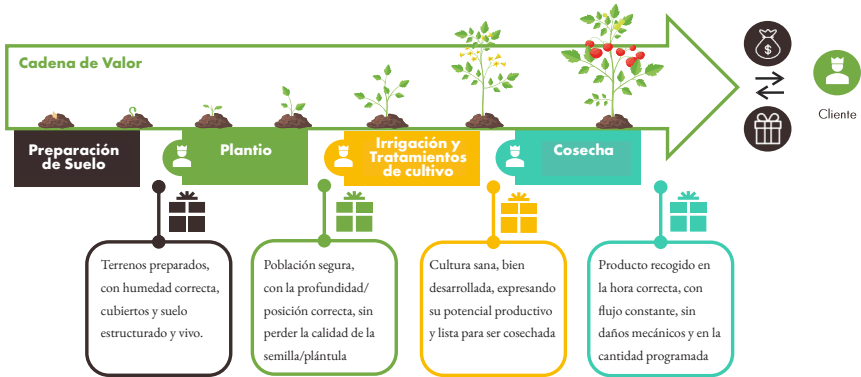 Cadena de Valor
Preparación
de Suelo
Plantio
Irrigación y
Tratamientos
de cultivo
Cosecha
$
Cliente
Terrenos preparados,
con humedad correcta,
cubiertos y suelo
estructurado y vivo.
Población segura,
con la profundidad/
posición correcta, sin
perder la calidad de la
semilla/plántula
Cultura sana, bien
desarrollada, expresando
su potencial productivo
y lista para ser cosechada
Producto recogido en
la hora correcta, con
flujo constante, sin
daños mecánicos y en la
cantidad programada